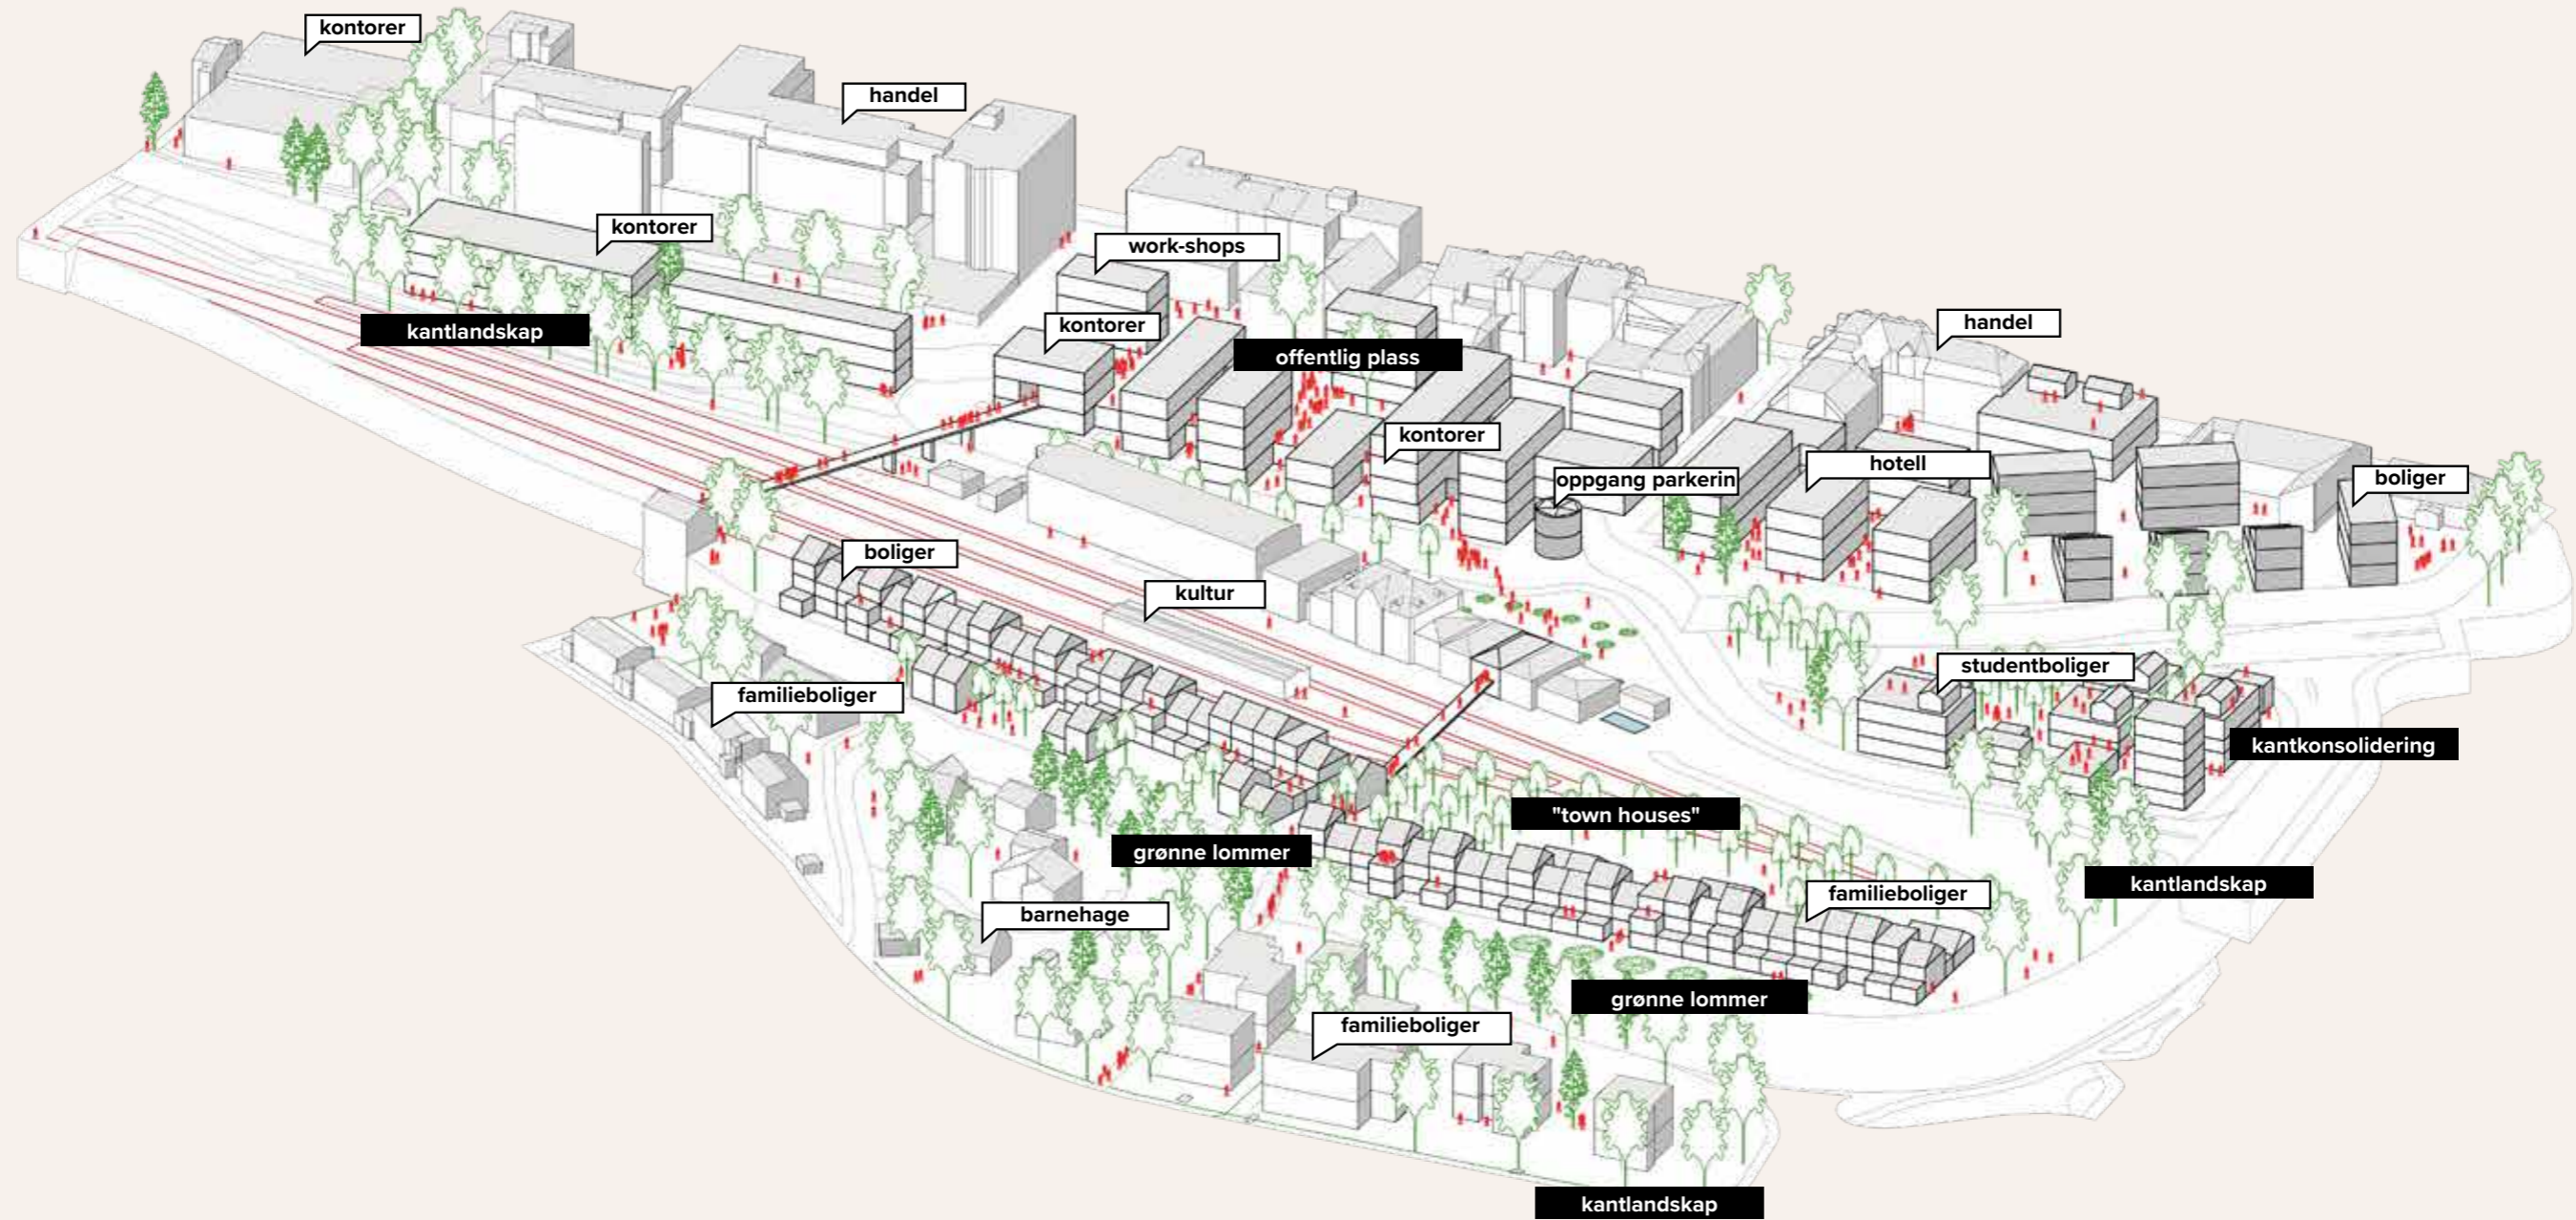 kontorer
handel
kontorer
work-shops
kontorer
handel
kantlandskap
offentlig plass
kontorer
hotell
oppgang parkerin
boliger
boliger
kultur
studentboliger
familieboliger
kantkonsolidering
"town houses"
grønne lommer
kantlandskap
familieboliger
barnehage
grønne lommer
familieboliger
kantlandskap